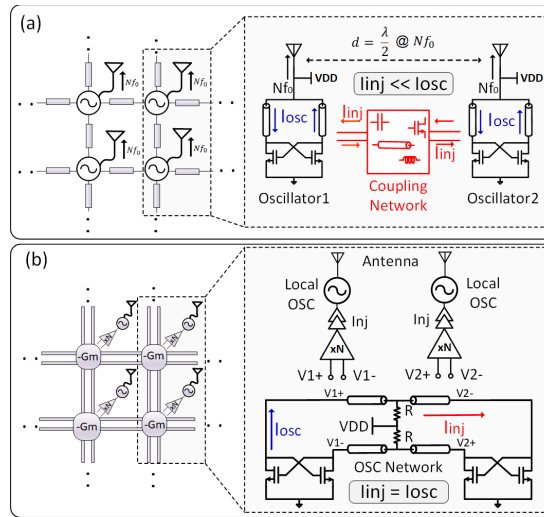 (a)
d = λ/2 @ Nf₀
Nf₀ Nf₀
Nf₀ Nf₀
Nf₀ VDD
Iinj << Iosc
Nf₀ VDD
Iosc
Iinj
Iinj
Iosc
Oscillator1
Coupling
Network
Oscillator2
(b)
Antenna
Local
OSC
Local
OSC
Inj
Inj
xN
xN
V1+ V1-
V2+ V2-
-Gm -Gm
-Gm -Gm
V1+
V2-
Iosc
VDD
R
R
Iinj
V1-
V2+
OSC Network
Iinj = Iosc